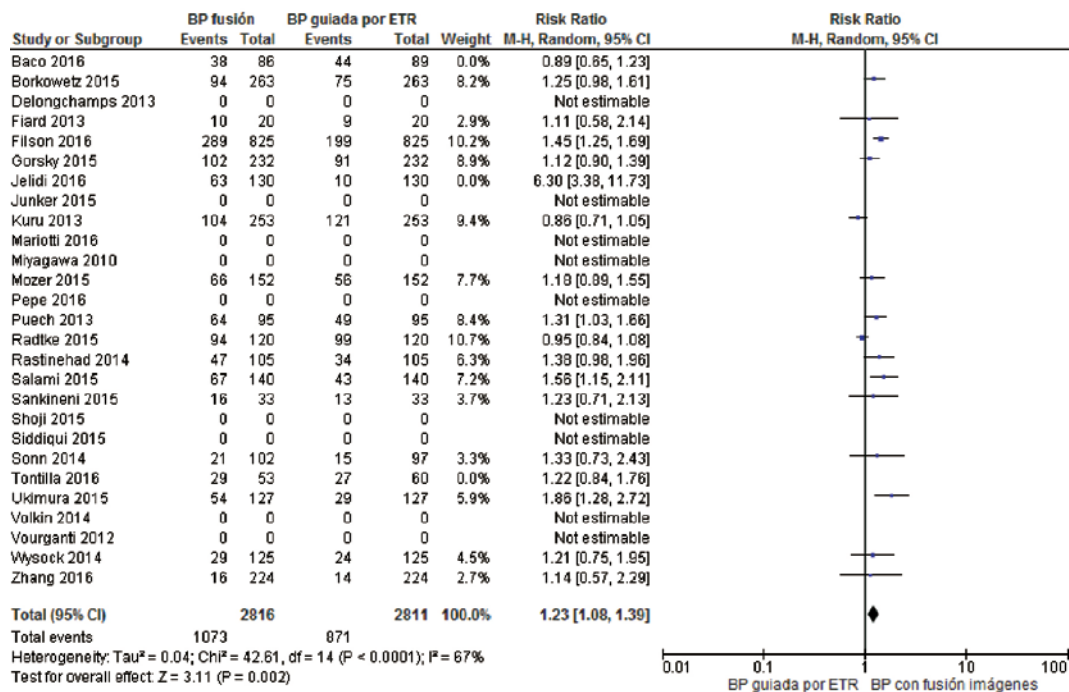 BP fusión BP guiada por ETR Risk Ratio Risk Ratio
Study or Subgroup Events Total Events Total Weight M-H, Random, 95% CI M-H, Random, 95% CI
Baco 2016 38 86 44 89 0.0% 0.89 [0.65, 1.23]
Borkowetz 2015 94 263 75 263 8.2% 1.25 [0.98, 1.61]
Delongchamps 2013 0 0 0 0 Not estimable
Fiard 2013 10 20 9 20 2.9% 1.11 [0.58, 2.14]
Filson 2016 289 825 199 825 10.2% 1.45 [1.25, 1.69]
Gorsky 2015 102 232 91 232 8.9% 1.12 [0.90, 1.39]
Jelidi 2016 63 130 10 130 0.0% 6.30 [3.38, 11.73]
Junker 2015 0 0 0 0 Not estimable
Kuru 2013 104 253 121 253 9.4% 0.86 [0.71, 1.05]
Mariotti 2016 0 0 0 0 Not estimable
Miyagawa 2010 0 0 0 0 Not estimable
Mozer 2015 66 152 56 152 7.7% 1.18 [0.89, 1.55]
Pepe 2016 0 0 0 0 Not estimable
Puech 2013 64 95 49 95 8.4% 1.31 [1.03, 1.66]
Radtke 2015 94 120 99 120 10.7% 0.95 [0.84, 1.08]
Rastinehad 2014 47 105 34 105 6.3% 1.38 [0.98, 1.96]
Salami 2015 67 140 43 140 7.2% 1.56 [1.15, 2.11]
Sankineni 2015 16 33 13 33 3.7% 1.23 [0.71, 2.13]
Shoji 2015 0 0 0 0 Not estimable
Siddiqui 2015 0 0 0 0 Not estimable
Sonn 2014 21 102 15 97 3.3% 1.33 [0.73, 2.43]
Tontilla 2016 29 53 27 60 0.0% 1.22 [0.84, 1.76]
Ukimura 2015 54 127 29 127 5.9% 1.86 [1.28, 2.72]
Volkin 2014 0 0 0 0 Not estimable
Vourganti 2012 0 0 0 0 Not estimable
Wysock 2014 29 125 24 125 4.5% 1.21 [0.75, 1.95]
Zhang 2016 16 224 14 224 2.7% 1.14 [0.57, 2.29]
Total (95% CI) 2816 2811 100.0% 1.23 [1.08, 1.39]
Total events 1073 871
Heterogeneity: Tau² = 0.04; Chi² = 42.61, df = 14 (P < 0.0001); I² = 67%
Test for overall effect: Z = 3.11 (P = 0.002)
0.01 0.1 1 10 100
BP guiada por ETR BP con fusión imágenes